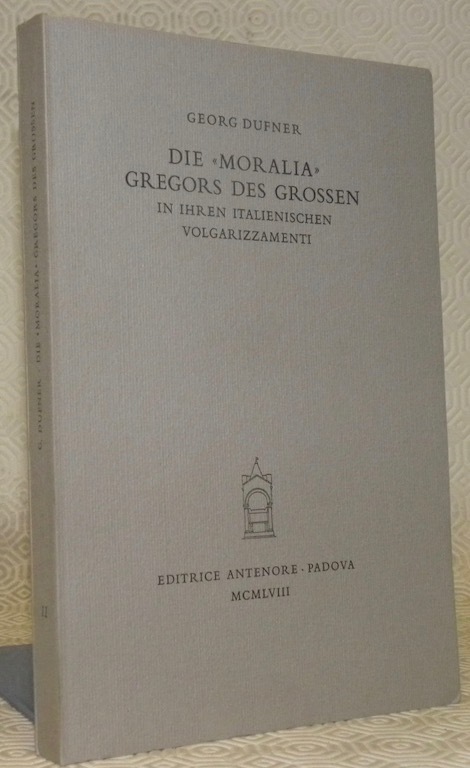 GEORG DUFNER
DIE «MORALIA»
GREGORS DES GROSSEN
IN IHREN ITALIENISCHEN
VOLGARIZZAMENTI
EDITRICE ANTENORE - PADOVA
MCMLVIII
G. DUFNER - DIE «MORALIA» GREGORS DES GROSSEN
II